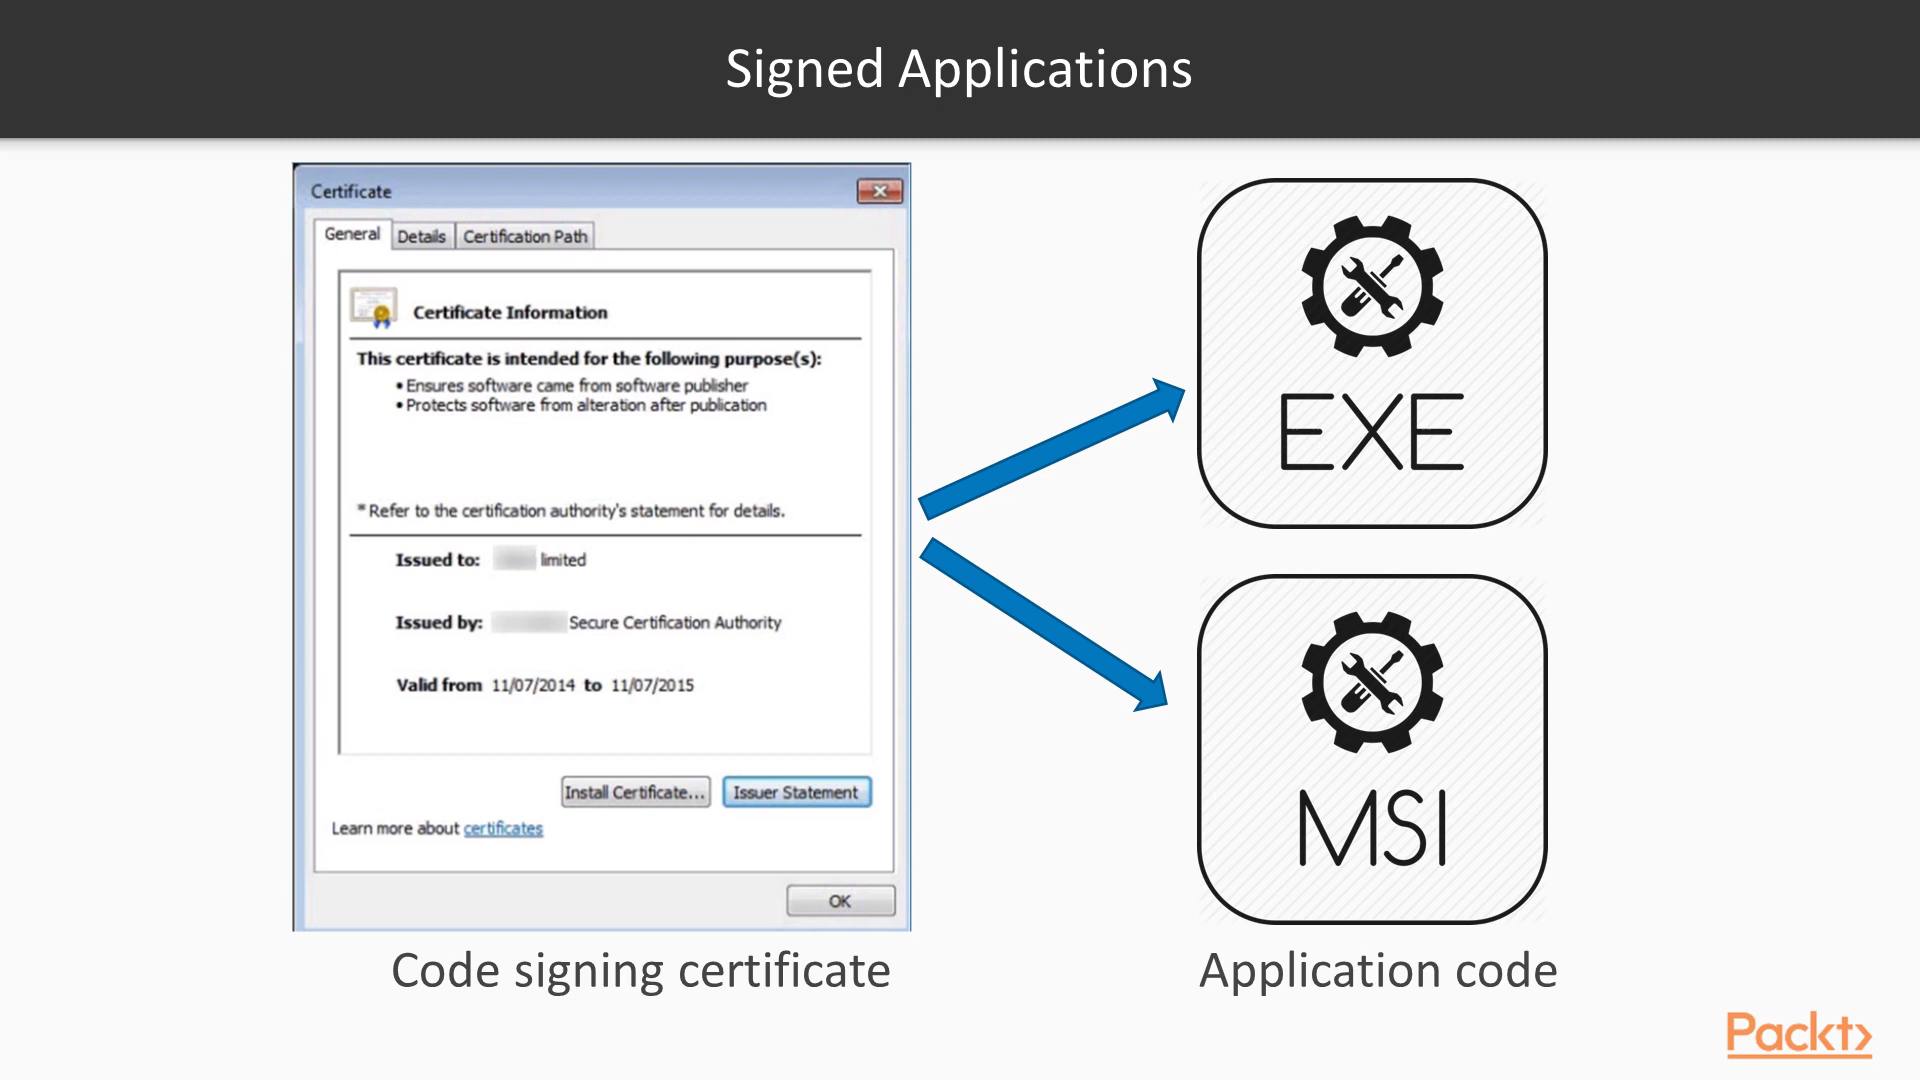 Signed Applications
Certificate
General
Details
Certification Path
Certificate Information
This certificate is intended for the following purpose(s):
• Ensures software came from software publisher
• Protects software from alteration after publication
* Refer to the certification authority's statement for details.
Issued to: limited
Issued by: Secure Certification Authority
Valid from 11/07/2014 to 11/07/2015
Install Certificate...
Issuer Statement
Learn more about certificates
OK
Code signing certificate
EXE
MSI
Application code
Packt>